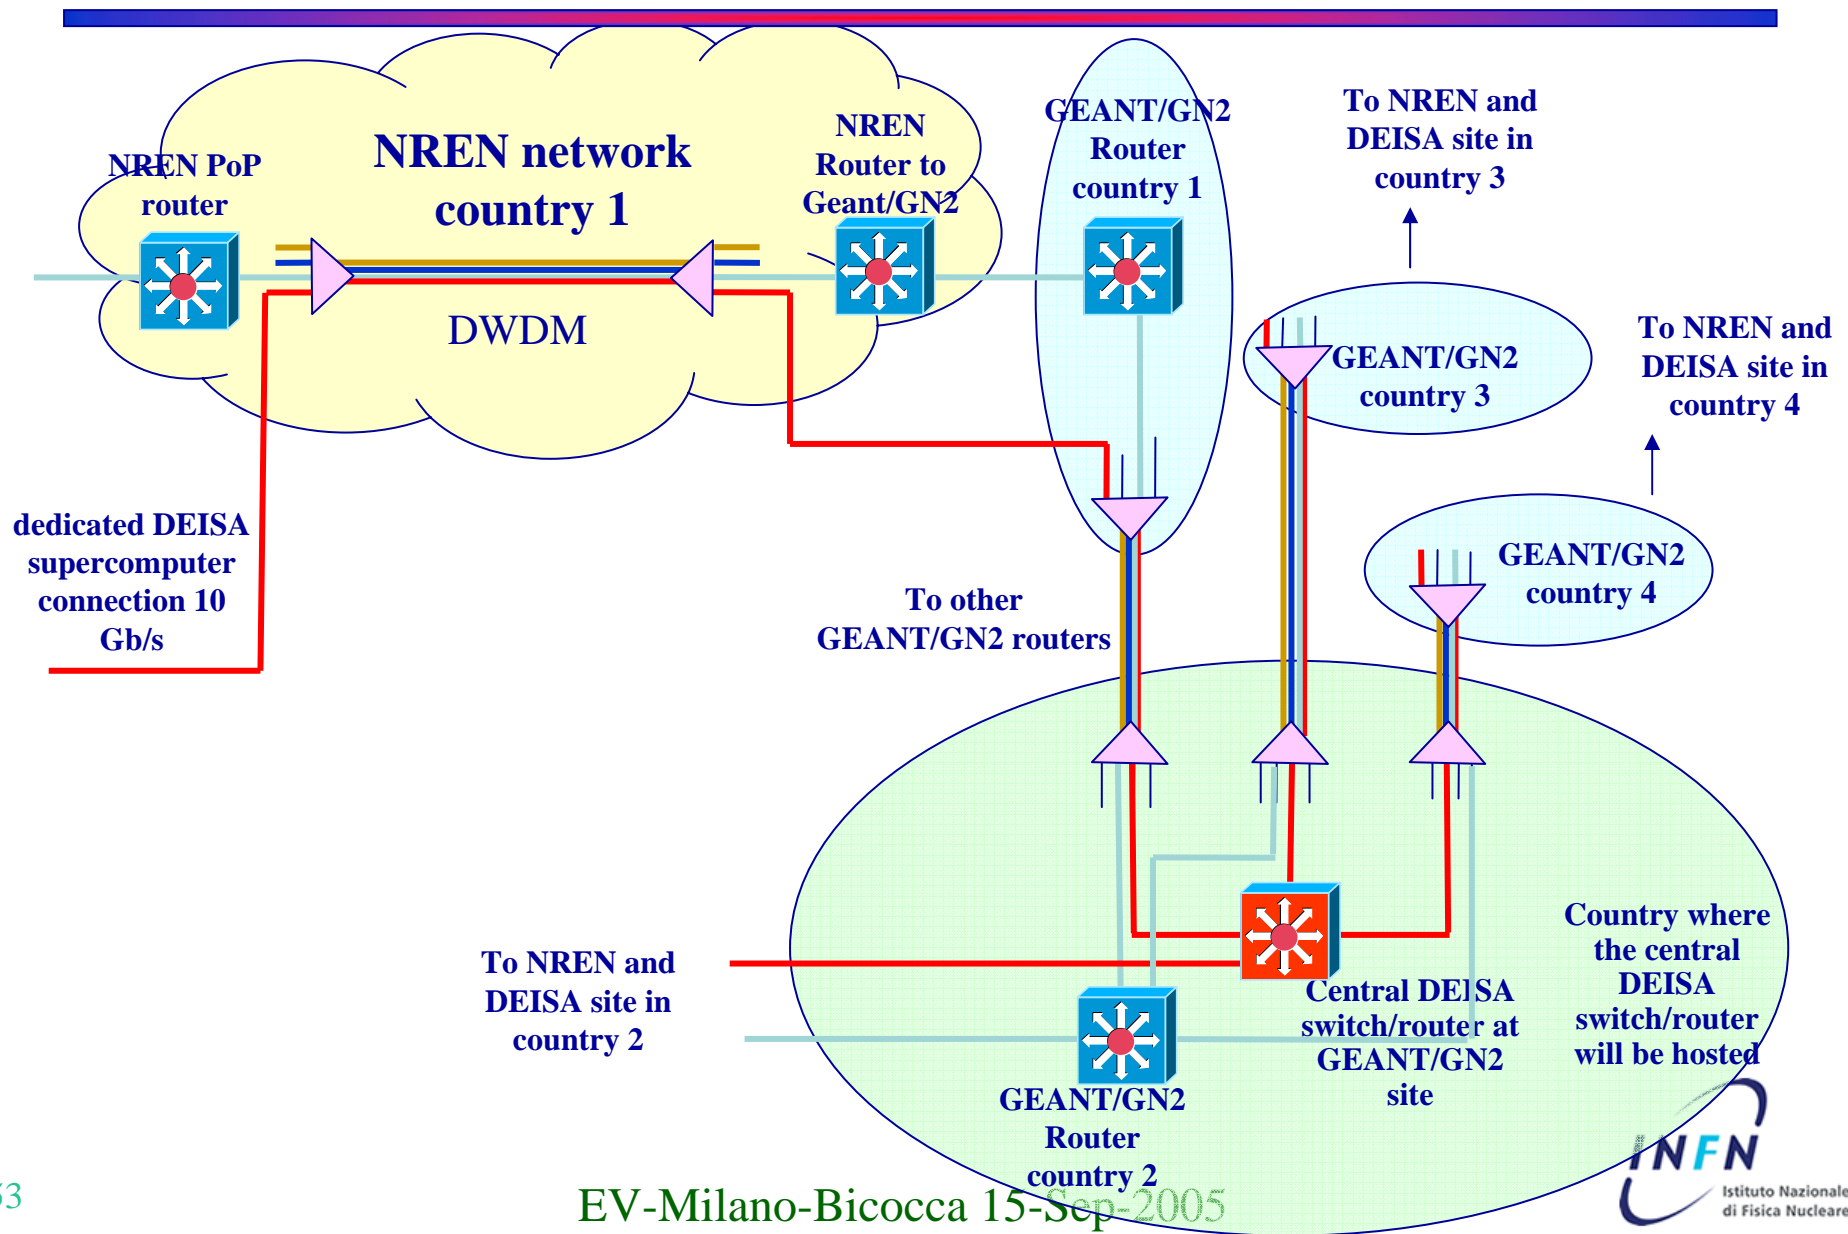 NREN PoP
router
NREN network
country 1
NREN
Router to
Geant/GN2
GEANT/GN2
Router
country 1
To NREN and
DEISA site in
country 3
DWDM
GEANT/GN2
country 3
To NREN and
DEISA site in
country 4
dedicated DEISA
supercomputer
connection 10
Gb/s
GEANT/GN2
country 4
To other
GEANT/GN2 routers
To NREN and
DEISA site in
country 2
Central DEISA
switch/router at
GEANT/GN2
site
Country where
the central
DEISA
switch/router
will be hosted
GEANT/GN2
Router
country 2
53
EV-Milano-Bicocca 15-Sep-2005
INFN
Istituto Nazionale
di Fisica Nucleare